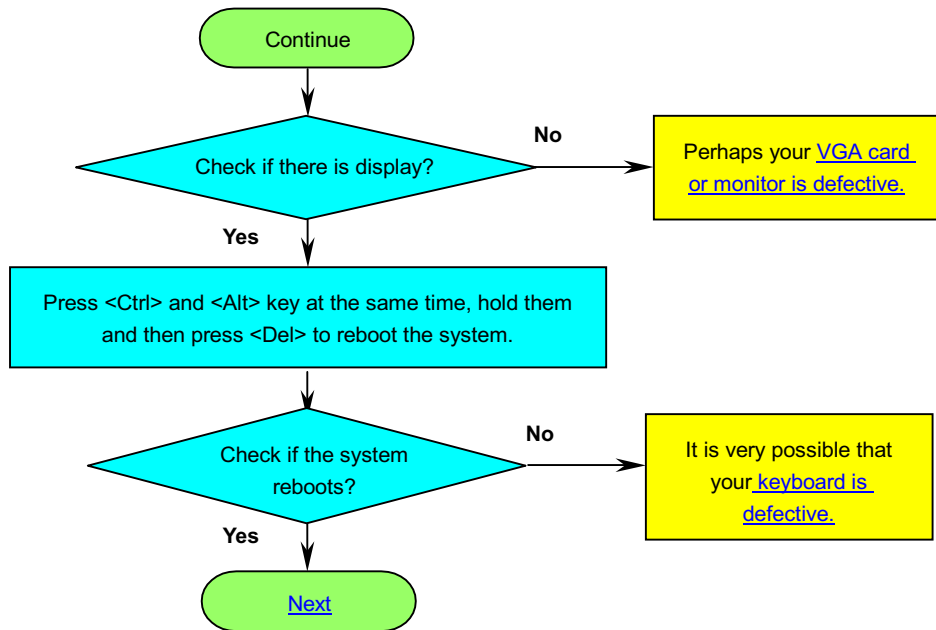 Continue
Check if there is display?
No
Perhaps your VGA card
or monitor is defective.
Yes
Press <Ctrl> and <Alt> key at the same time, hold them
and then press <Del> to reboot the system.
Check if the system
reboots?
No
It is very possible that
your keyboard is
defective.
Yes
Next